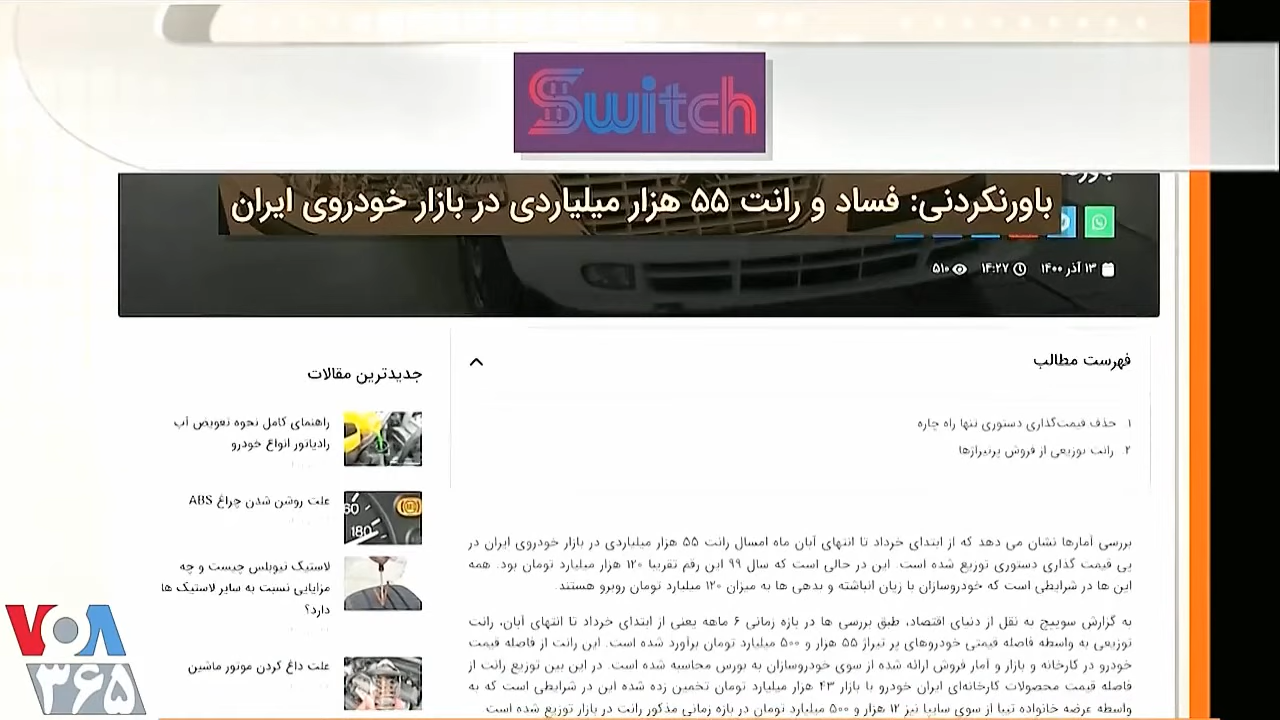 Switch
باورنکردنی: فساد و رانت ۵۵ هزار میلیاردی در بازار خودروی ایران
۱۳ آذر ۱۴۰۰ ۱۴:۲۷ ۵۱۰
فهرست مطالب
۱. حذف قیمت‌گذاری دستوری تنها راه چاره
۲. رانت توزیعی از فروش پرتیراژها
بررسی آمارها نشان می دهد که از ابتدای خرداد تا انتهای آبان ماه امسال رانت ۵۵ هزار میلیاردی در بازار خودروی ایران در
پی قیمت گذاری دستوری توزیع شده است. این در حالی است که سال ۹۹ این رقم تقریبا ۱۲۰ هزار میلیارد تومان بود. همه
این ها در شرایطی است که خودروسازان با زیان انباشته و بدهی ها به میزان ۱۲۰ میلیارد تومان روبرو هستند.
به گزارش سوییچ به نقل از دنیای اقتصاد، طبق بررسی ها در بازه زمانی ۶ ماهه یعنی از ابتدای خرداد تا انتهای آبان، رانت
توزیعی به واسطه فاصله قیمتی خودروهای پر تیراژ ۵۵ هزار و ۵۰۰ میلیارد تومان برآورد شده است. این رانت از فاصله قیمت
خودرو در کارخانه و بازار و آمار فروش ارائه شده از سوی خودروسازان به بورس محاسبه شده است. در این بین توزیع رانت از
فاصله قیمت محصولات کارخانه‌ای ایران خودرو با بازار ۴۳ هزار میلیارد تومان تخمین زده شده این در شرایطی است که به
واسطه عرضه خانواده تیبا از سوی سایپا نیز ۱۲ هزار و ۵۰۰ میلیارد تومان در بازه زمانی مذکور رانت در بازار توزیع شده است
جدیدترین مقالات
راهنمای کامل نحوه تعویض آب
رادیاتور انواع خودرو
علت روشن شدن چراغ ABS
60
180
لاستیک تیوبلس چیست و چه
مزایایی نسبت به سایر لاستیک ها
دارد؟
علت داغ کردن موتور ماشین
VOA
۳۶۵